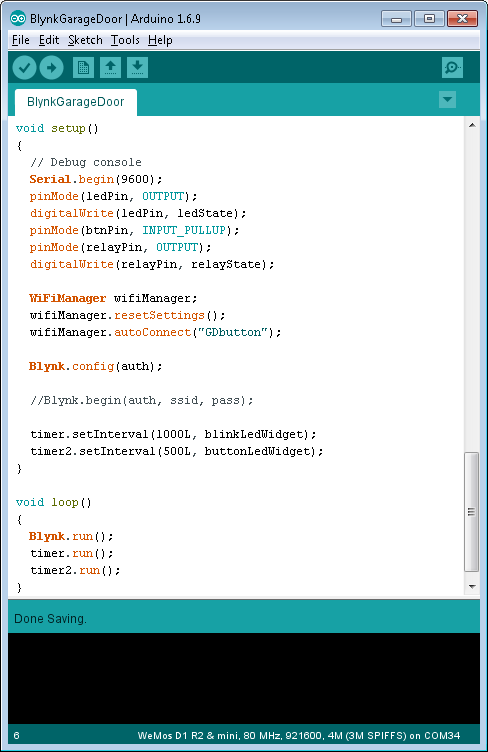 BlynkGarageDoor | Arduino 1.6.9
File Edit Sketch Tools Help
BlynkGarageDoor
void setup()
{
  // Debug console
  Serial.begin(9600);
  pinMode(ledPin, OUTPUT);
  digitalWrite(ledPin, ledState);
  pinMode(btnPin, INPUT_PULLUP);
  pinMode(relayPin, OUTPUT);
  digitalWrite(relayPin, relayState);
  WiFiManager wifiManager;
  wifiManager.resetSettings();
  wifiManager.autoConnect("GDbutton");
  Blynk.config(auth);
  //Blynk.begin(auth, ssid, pass);
  timer.setInterval(1000L, blinkLedWidget);
  timer2.setInterval(500L, buttonLedWidget);
}
void loop()
{
  Blynk.run();
  timer.run();
  timer2.run();
}
Done Saving.
6 WeMos D1 R2 & mini, 80 MHz, 921600, 4M (3M SPIFFS) on COM34